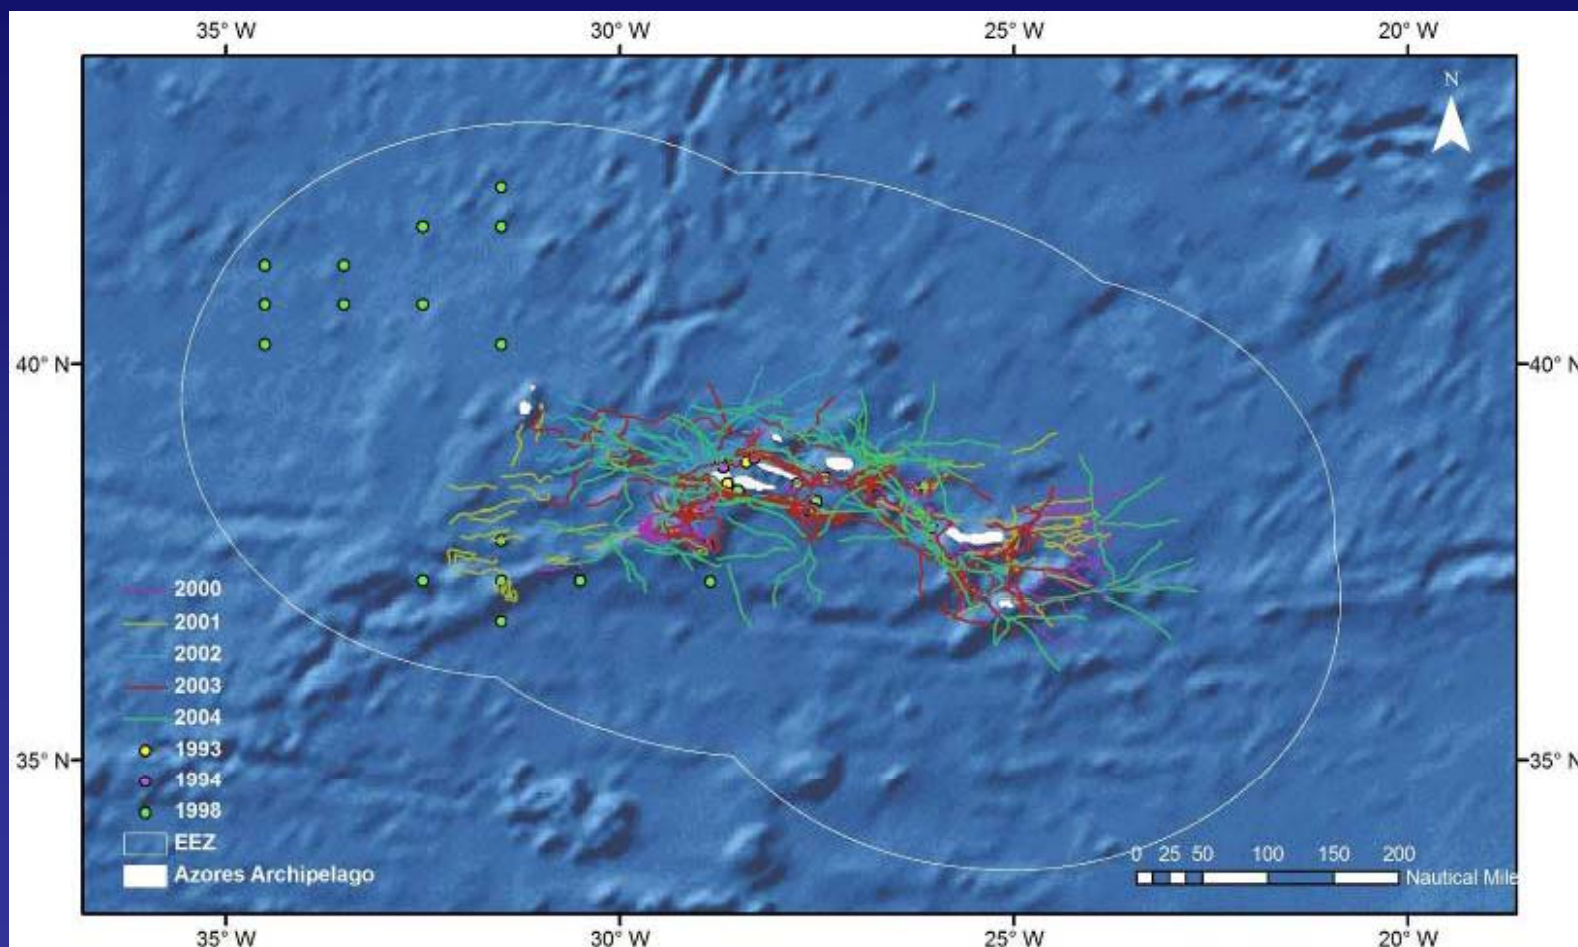 35° W 30° W 25° W 20° W
N
40° N 40° N
2000
2001
2002
2003
2004
35° N 35° N
1993
1994
1998
EEZ
Azores Archipelago
0 25 50 100 150 200
Nautical Mile
35° W 30° W 25° W 20° W